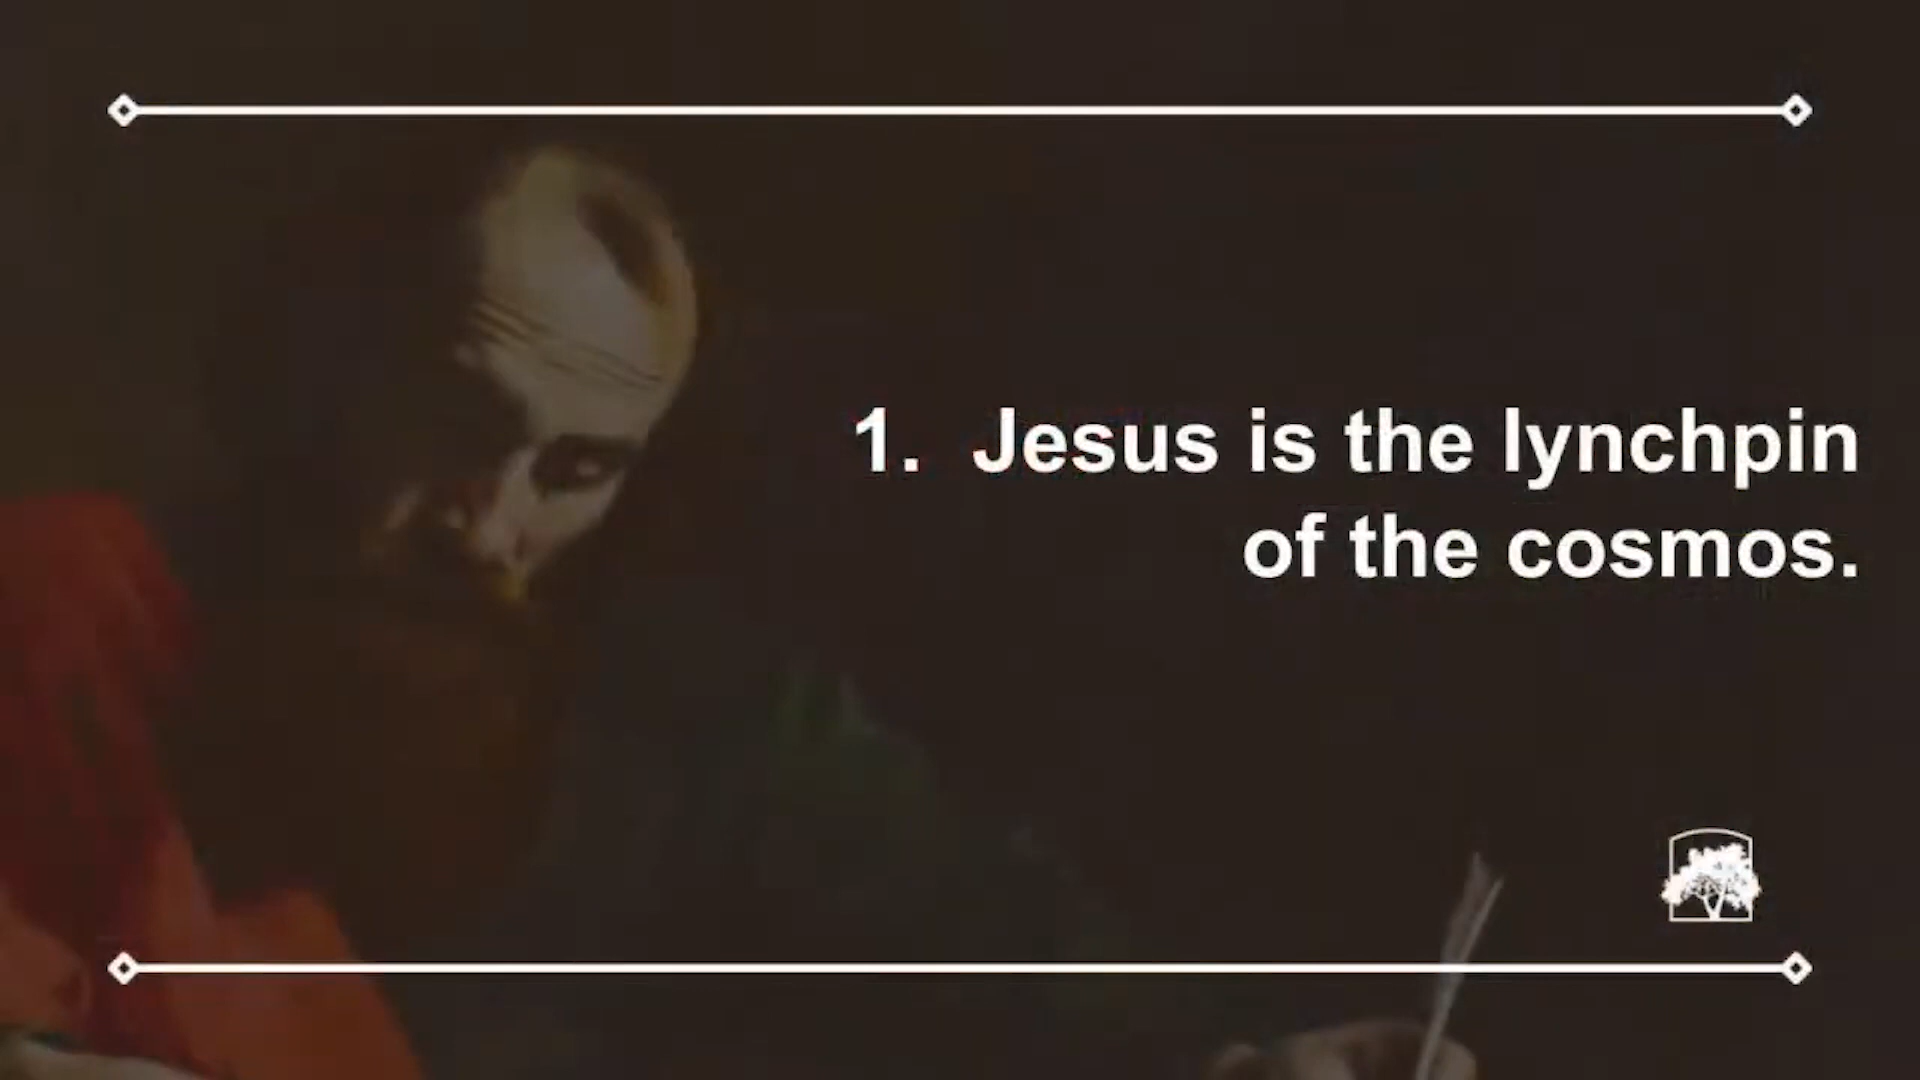 1. Jesus is the lynchpin
of the cosmos.